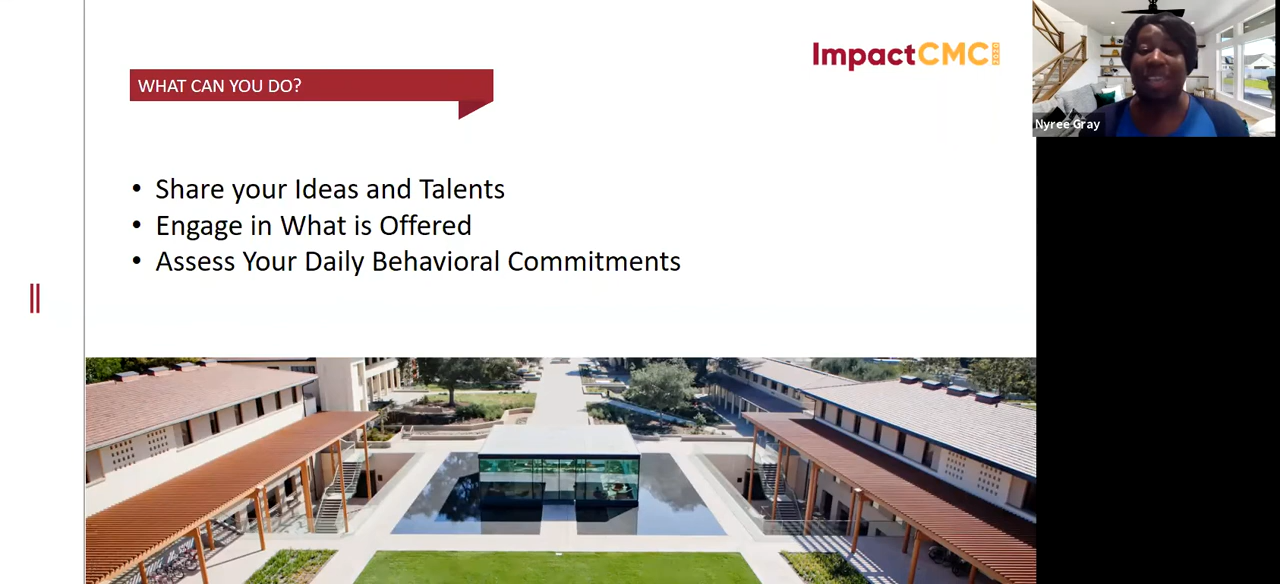 ImpactCMC 2020
WHAT CAN YOU DO?
Nyree Gray
• Share your Ideas and Talents
• Engage in What is Offered
• Assess Your Daily Behavioral Commitments